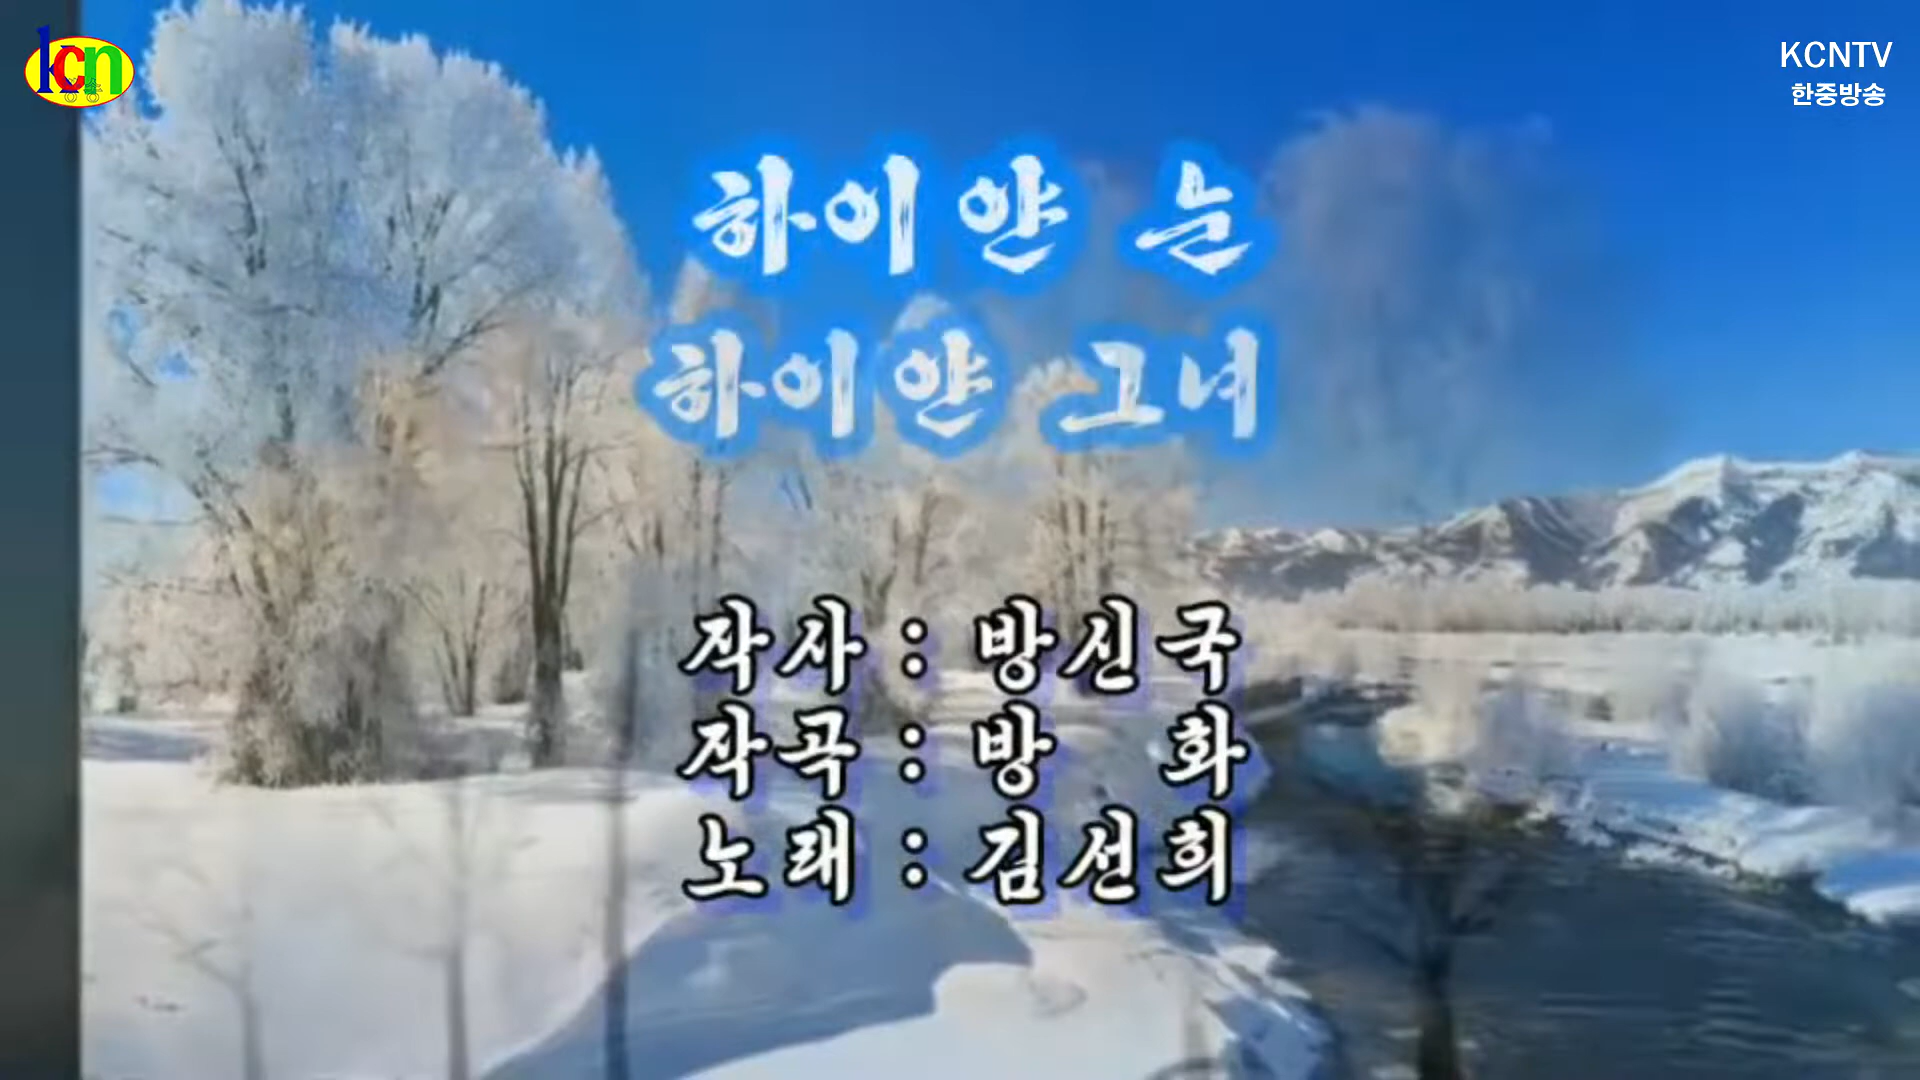 kcn
KCNTV
한중방송
하이얀 눈
하이얀 그녀
작사 : 방신국
작곡 : 방 화
노래 : 김선희